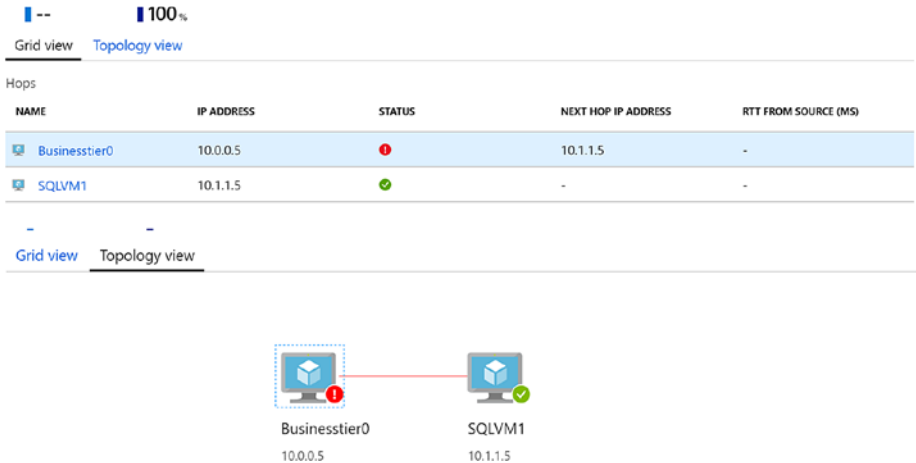 -- 100 %
Grid view Topology view
Hops
NAME IP ADDRESS STATUS NEXT HOP IP ADDRESS RTT FROM SOURCE (MS)
Businesstier0 10.0.0.5 10.1.1.5 -
SQLVM1 10.1.1.5 - -
- -
Grid view Topology view
Businesstier0 SQLVM1
10.0.0.5 10.1.1.5